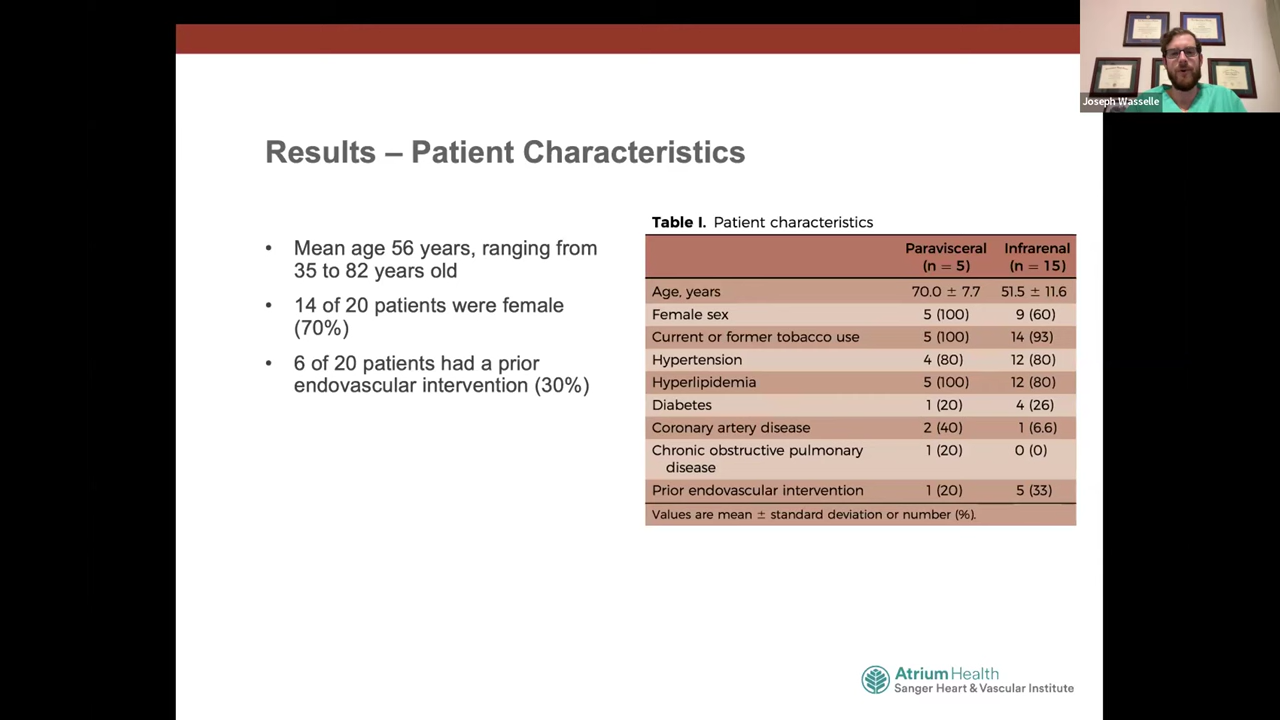 Joseph Wasselle
Results – Patient Characteristics
• Mean age 56 years, ranging from
35 to 82 years old
• 14 of 20 patients were female
(70%)
• 6 of 20 patients had a prior
endovascular intervention (30%)
Table I. Patient characteristics
Paravisceral Infrarenal
(n = 5) (n = 15)
Age, years 70.0 ± 7.7 51.5 ± 11.6
Female sex 5 (100) 9 (60)
Current or former tobacco use 5 (100) 14 (93)
Hypertension 4 (80) 12 (80)
Hyperlipidemia 5 (100) 12 (80)
Diabetes 1 (20) 4 (26)
Coronary artery disease 2 (40) 1 (6.6)
Chronic obstructive pulmonary 1 (20) 0 (0)
disease
Prior endovascular intervention 1 (20) 5 (33)
Values are mean ± standard deviation or number (%).
Atrium Health
Sanger Heart & Vascular Institute